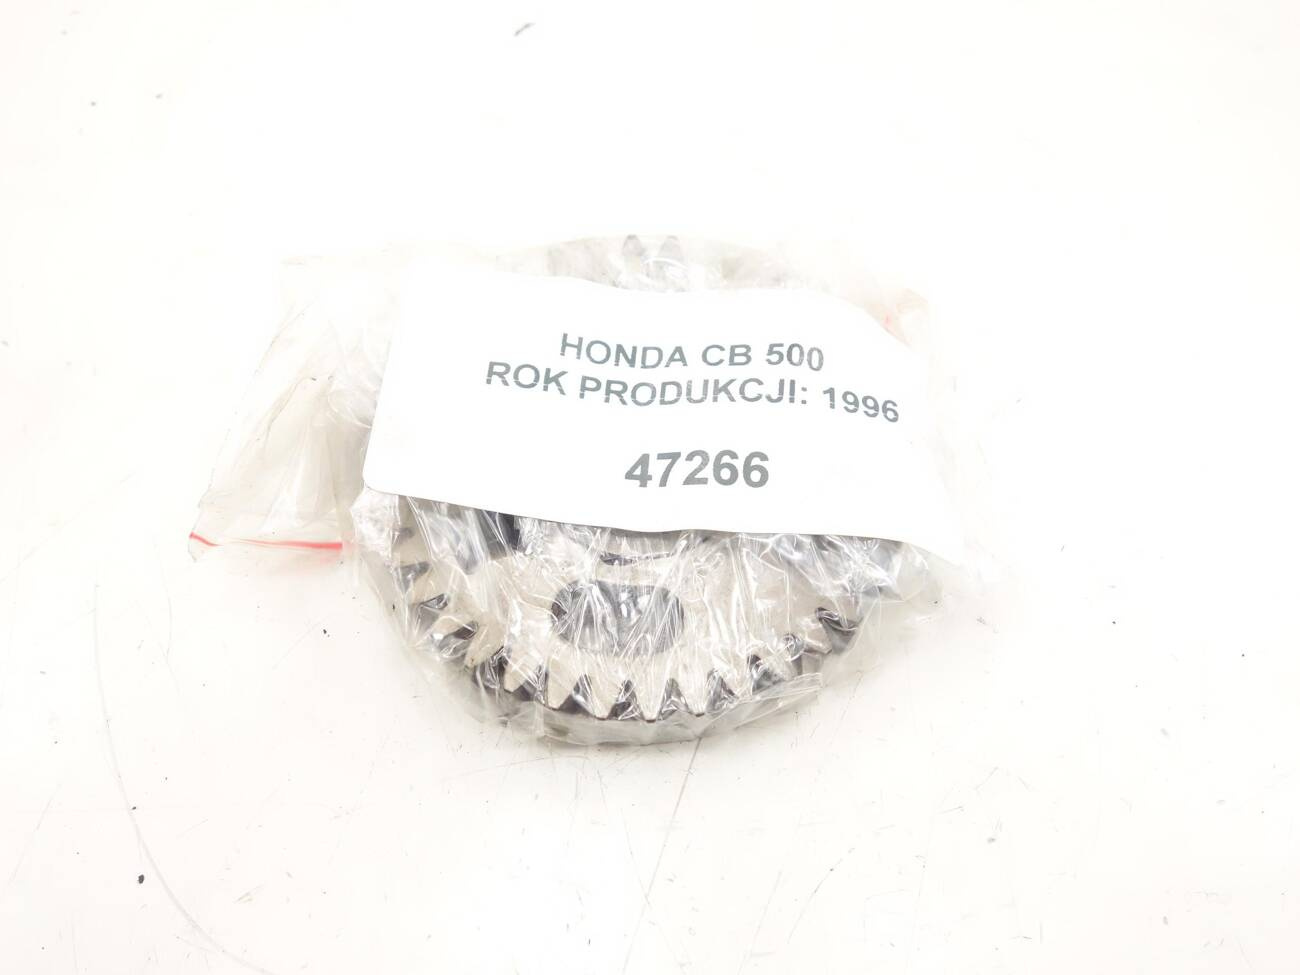 HONDA CB 500
ROK PRODUKCJI: 1996
47266